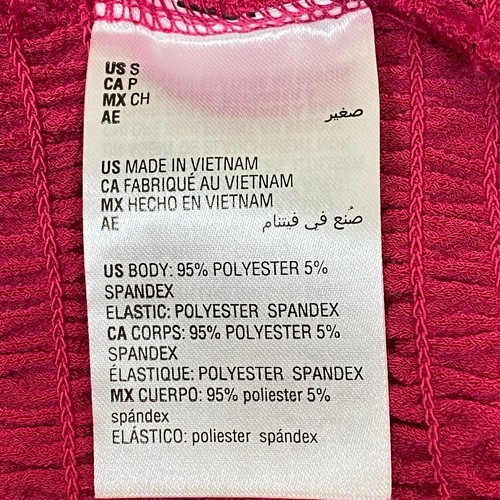 US S
CA P
MX CH
AE صغير
US MADE IN VIETNAM
CA FABRIQUÉ AU VIETNAM
MX HECHO EN VIETNAM
AE صُنع في فيتنام
US BODY: 95% POLYESTER 5%
SPANDEX
ELASTIC: POLYESTER SPANDEX
CA CORPS: 95% POLYESTER 5%
SPANDEX
ÉLASTIQUE: POLYESTER SPANDEX
MX CUERPO: 95% poliester 5%
spándex
ELÁSTICO: poliester spándex